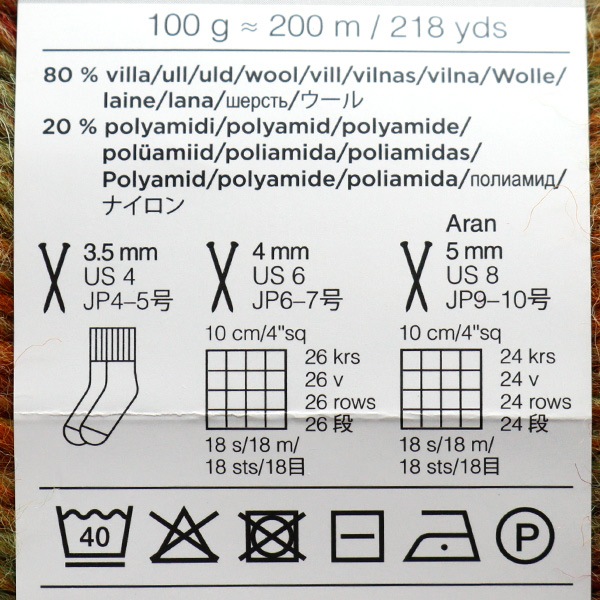 100 g ≈ 200 m / 218 yds
80 % villa/ull/uld/wool/vill/vilnas/vilna/Wolle/
laine/lana/шерсть/ウール
20 % polyamidi/polyamid/polyamide/
polüamiid/poliamida/poliamidas/
Polyamid/polyamide/poliamida/полиамид/
ナイロン
3.5 mm
US 4
JP4–5号
4 mm
US 6
JP6–7号
Aran
5 mm
US 8
JP9–10号
10 cm/4"sq
26 krs
26 v
26 rows
26 段
18 s/18 m/
18 sts/18目
10 cm/4"sq
24 krs
24 v
24 rows
24 段
18 s/18 m/
18 sts/18目
40
P